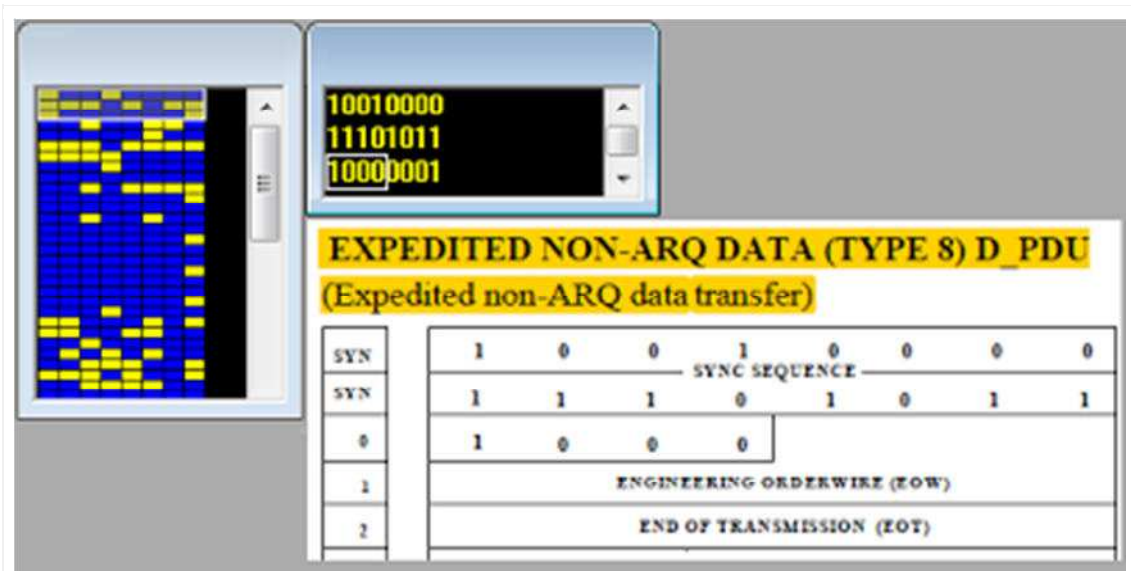 10010000
11101011
10000001
EXPEDITED NON-ARQ DATA (TYPE 8) D_PDU
(Expedited non-ARQ data transfer)
SYN 1 0 0 1 0 0 0 0
SYNC SEQUENCE
SYN 1 1 1 0 1 0 1 1
0 1 0 0 0
1 ENGINEERING ORDERWIRE (EOW)
2 END OF TRANSMISSION (EOT)